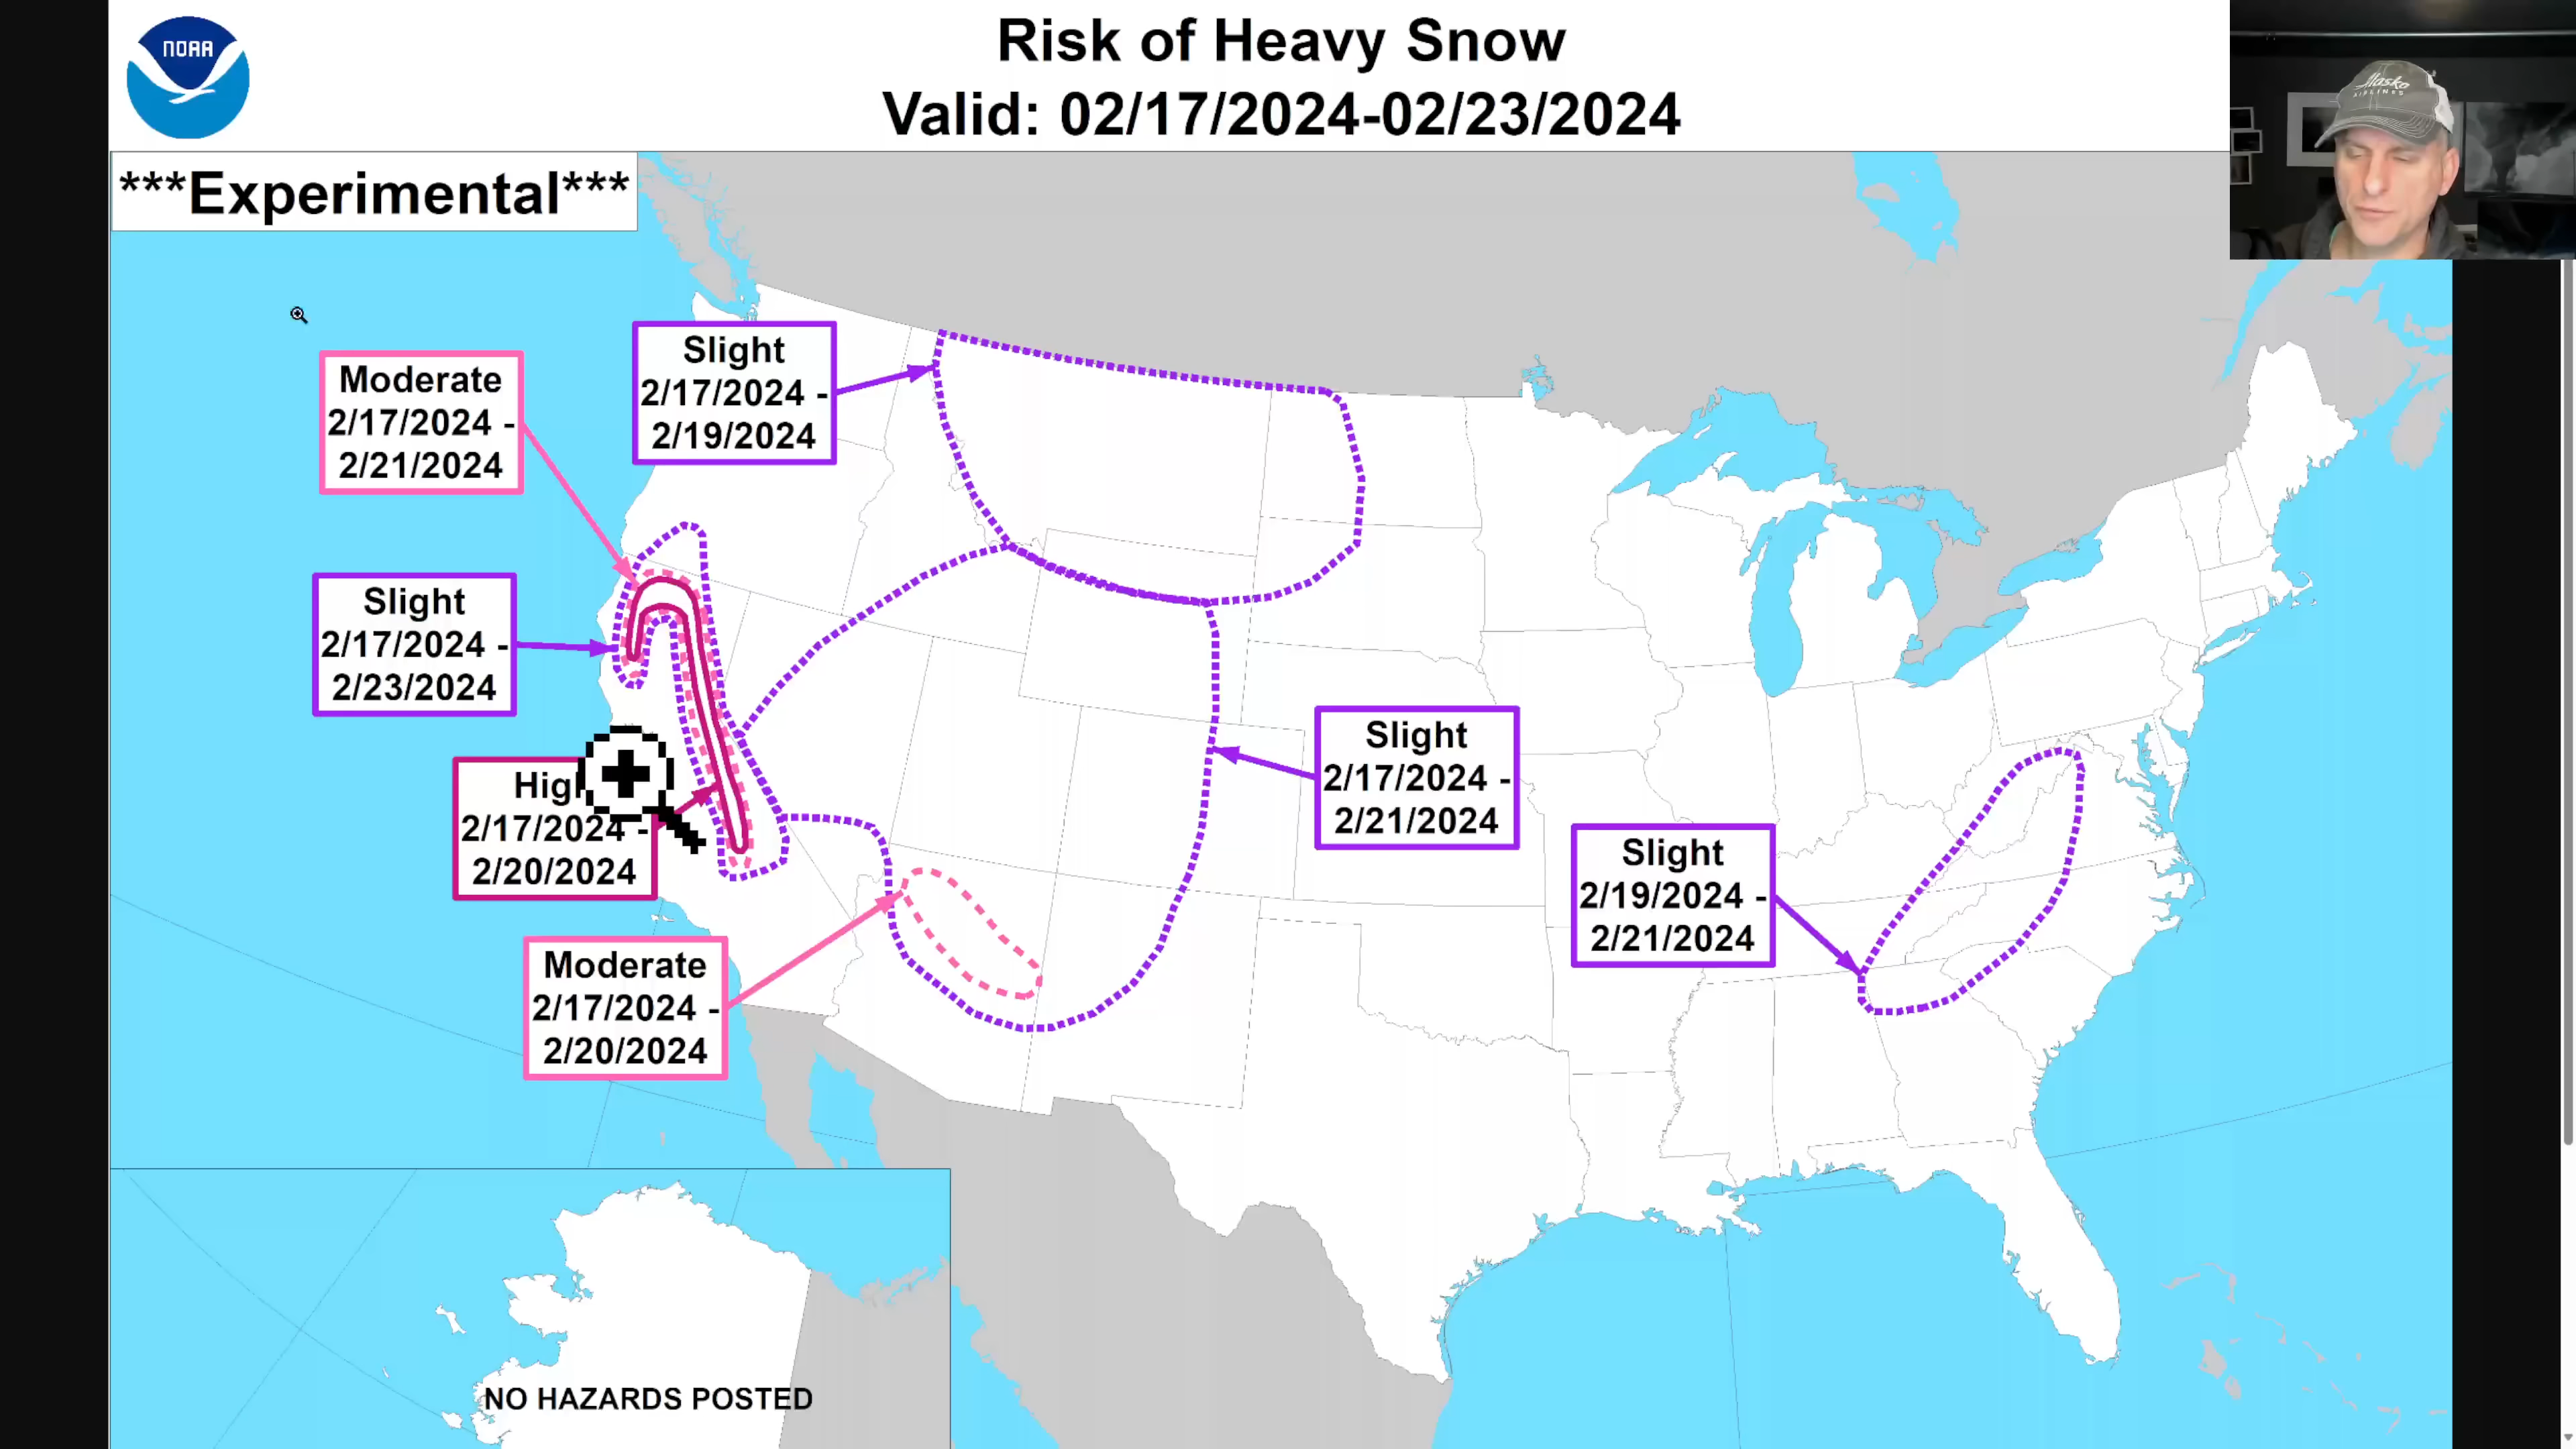 NOAA
Risk of Heavy Snow
Valid: 02/17/2024-02/23/2024
***Experimental***
Alaska
AIRLINES
Slight
2/17/2024 -
2/19/2024
Moderate
2/17/2024 -
2/21/2024
Slight
2/17/2024 -
2/23/2024
Slight
2/17/2024 -
2/21/2024
2/17/2024 -
2/20/2024
Slight
2/19/2024 -
2/21/2024
Moderate
2/17/2024 -
2/20/2024
NO HAZARDS POSTED